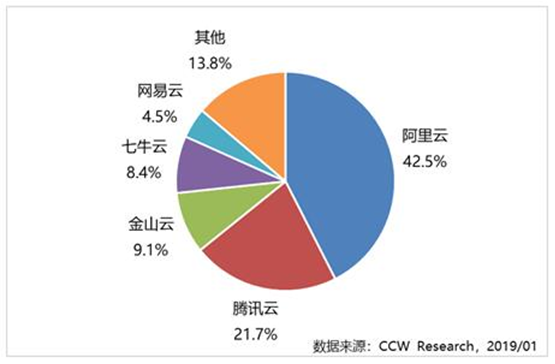 其他
13.8%
网易云
4.5%
七牛云
8.4%
金山云
9.1%
阿里云
42.5%
腾讯云
21.7%
数据来源：CCW Research，2019/01